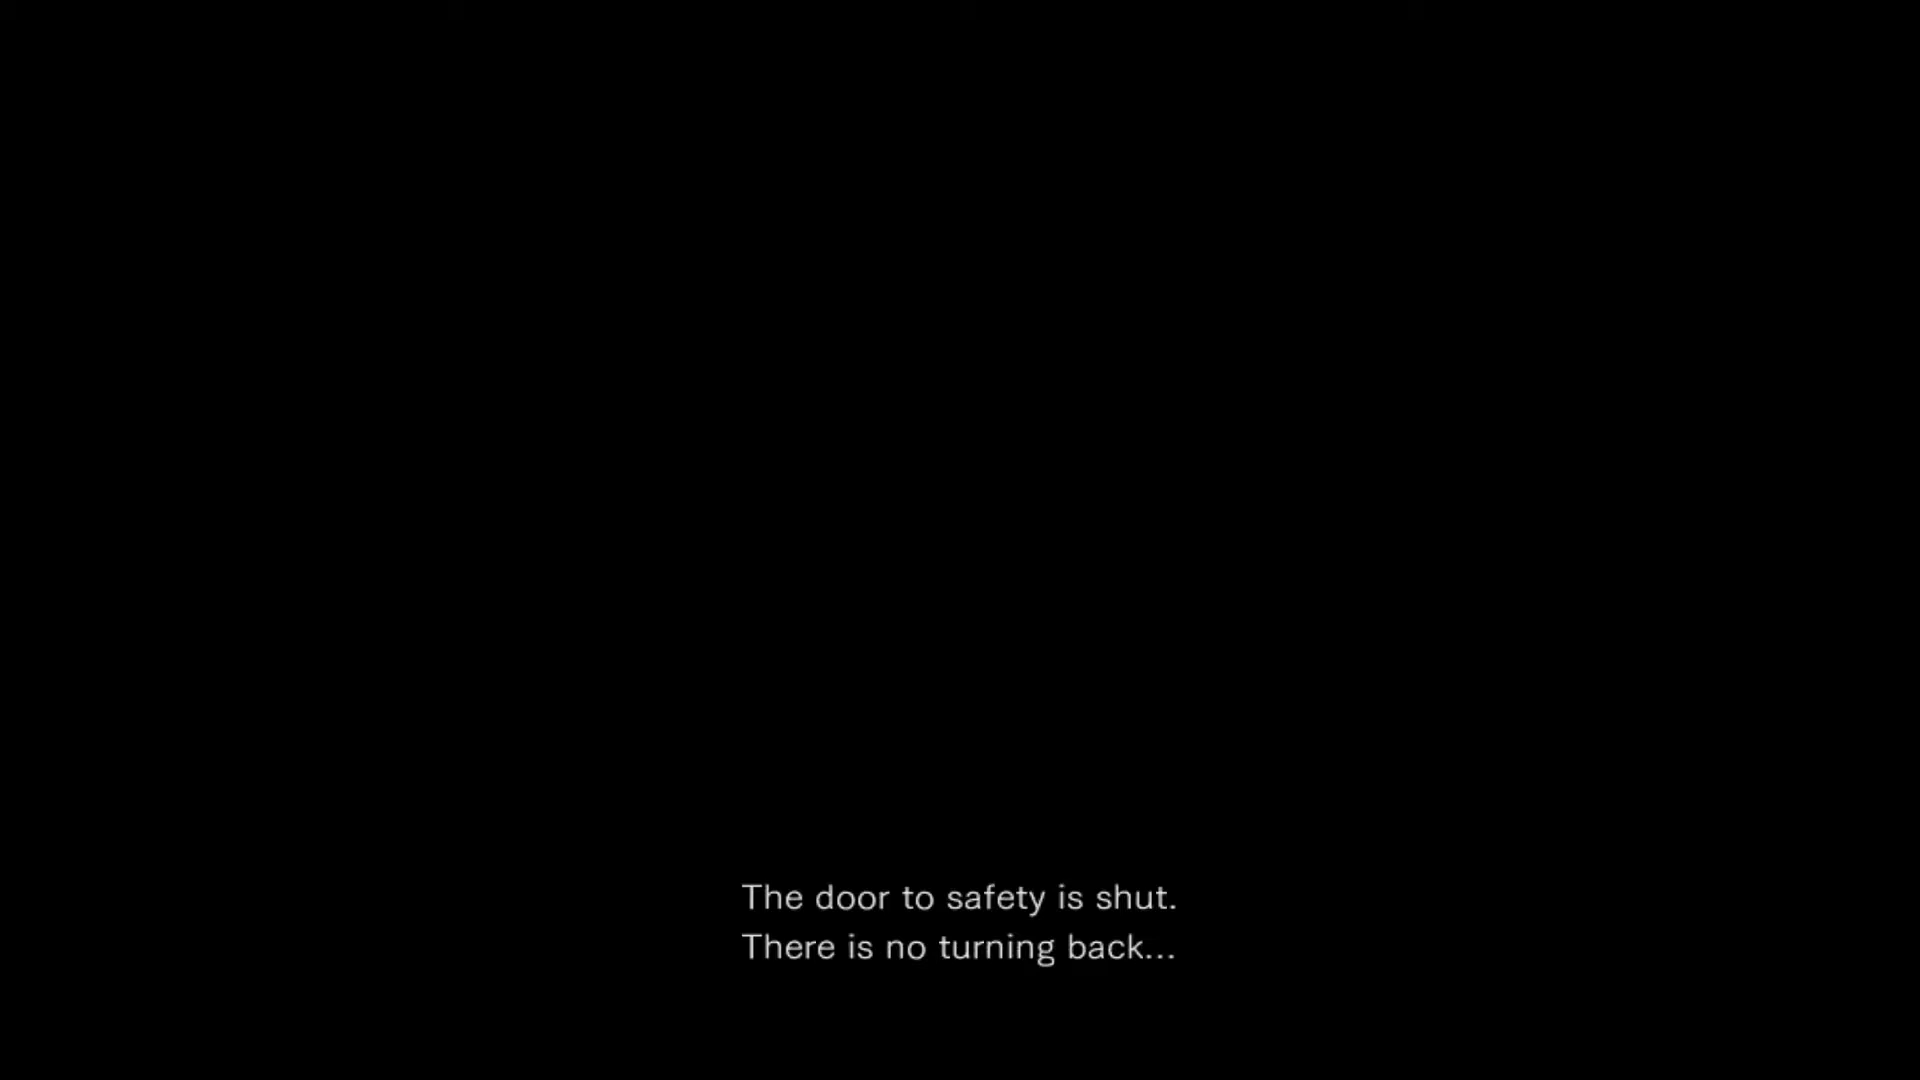 The door to safety is shut.
There is no turning back...